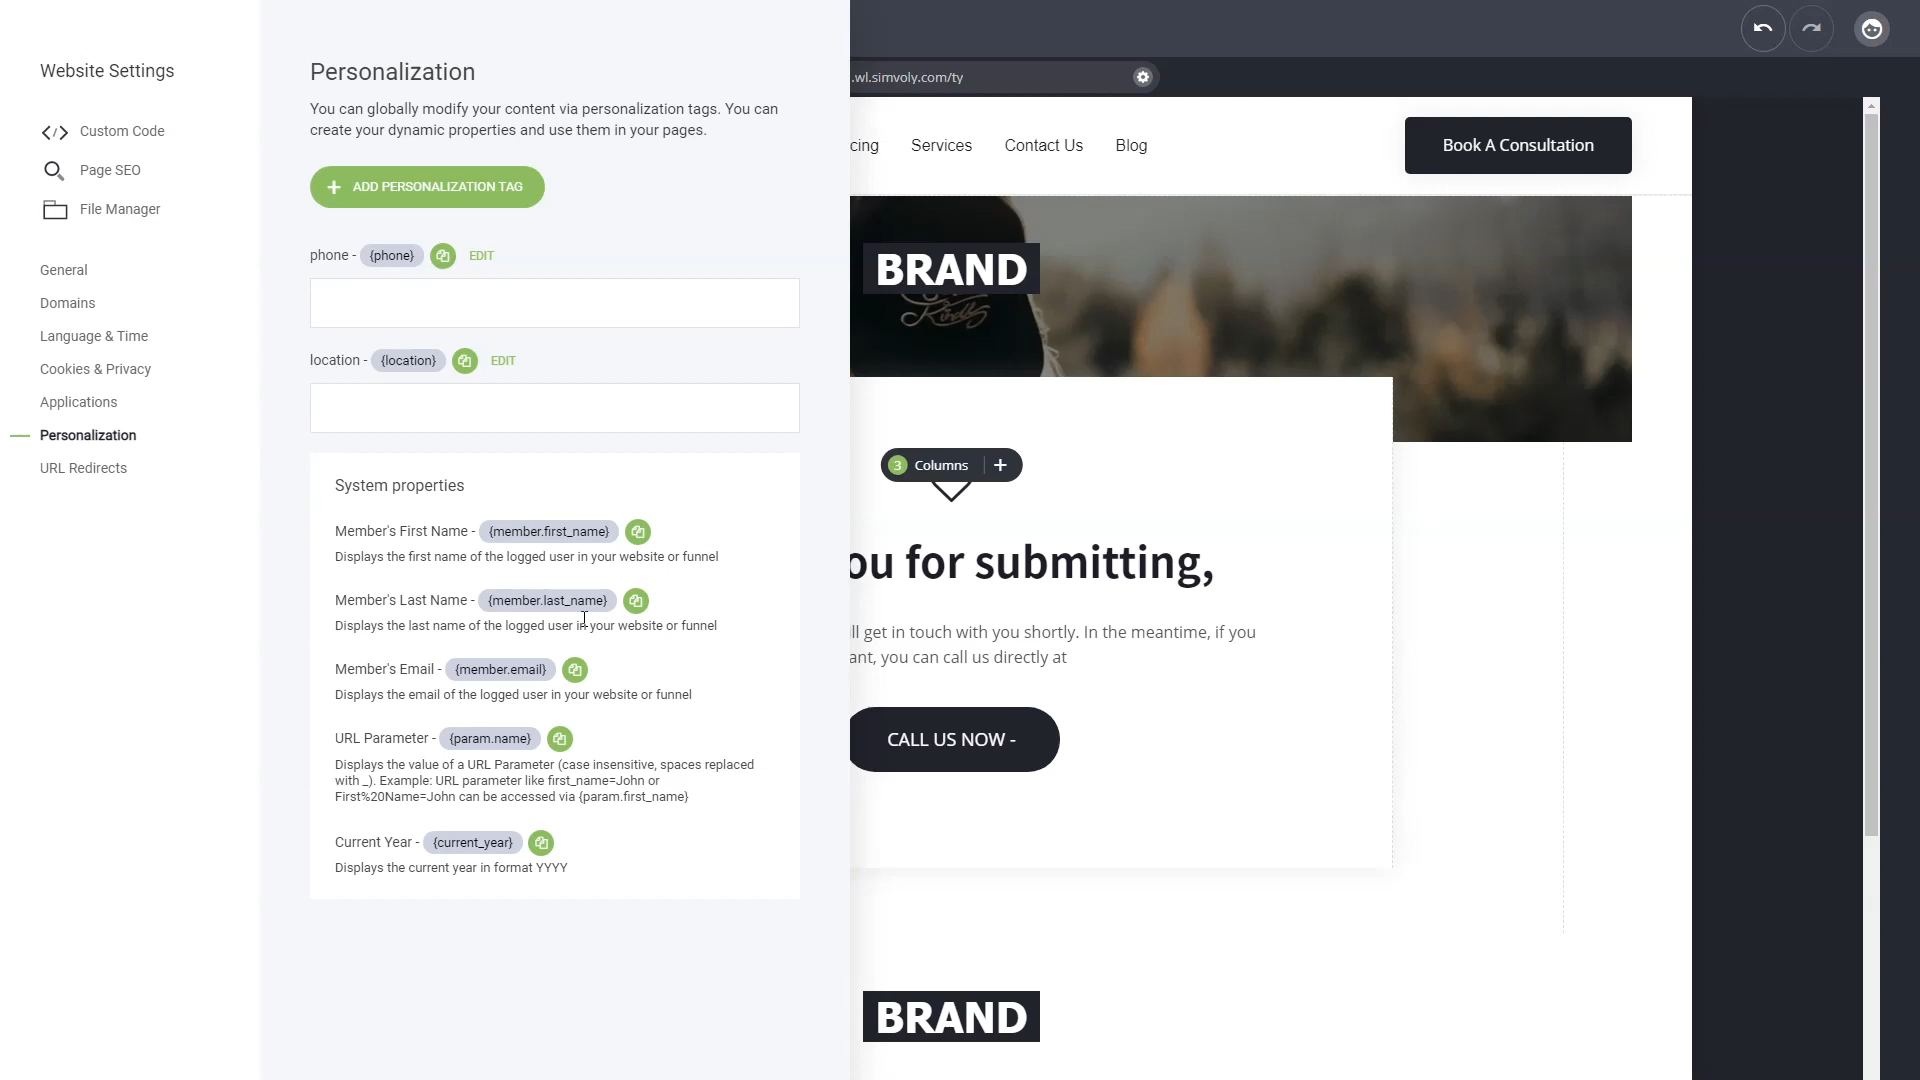 Website Settings
Custom Code
Page SEO
File Manager
General
Domains
Language & Time
Cookies & Privacy
Applications
Personalization
URL Redirects
Personalization
You can globally modify your content via personalization tags. You can
create your dynamic properties and use them in your pages.
+ ADD PERSONALIZATION TAG
phone - {phone} EDIT
location - {location} EDIT
System properties
Member's First Name - {member.first_name}
Displays the first name of the logged user in your website or funnel
Member's Last Name - {member.last_name}
Displays the last name of the logged user in your website or funnel
Member's Email - {member.email}
Displays the email of the logged user in your website or funnel
URL Parameter - {param.name}
Displays the value of a URL Parameter (case insensitive, spaces replaced
with _). Example: URL parameter like first_name=John or
First%20Name=John can be accessed via {param.first_name}
Current Year - {current_year}
Displays the current year in format YYYY
.wl.simvoly.com/ty
cing Services Contact Us Blog
Book A Consultation
BRAND
Kindly
3 Columns +
ou for submitting,
ll get in touch with you shortly. In the meantime, if you
ant, you can call us directly at
CALL US NOW -
BRAND